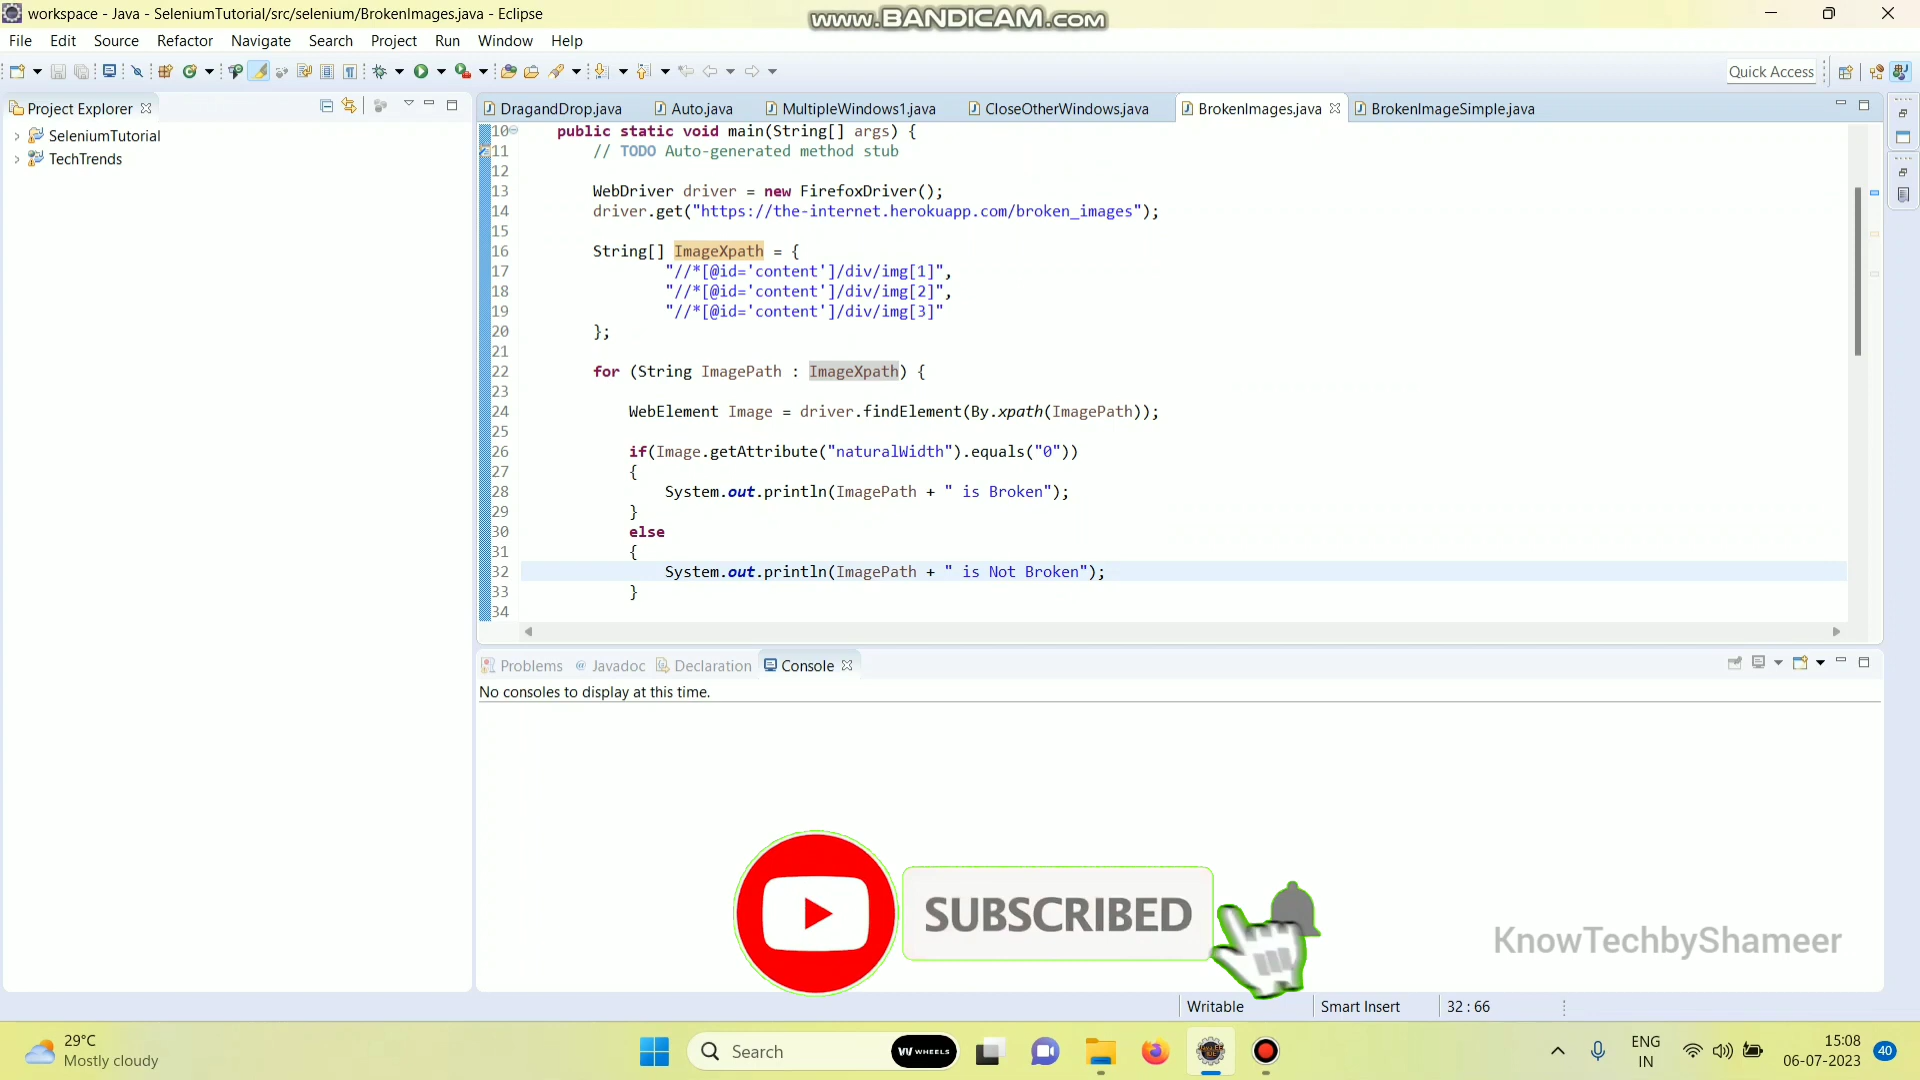 workspace - Java - SeleniumTutorial/src/selenium/BrokenImages.java - Eclipse
www.BANDICAM.com
File Edit Source Refactor Navigate Search Project Run Window Help
Quick Access
Project Explorer
SeleniumTutorial
TechTrends
DragandDrop.java Auto.java MultipleWindows1.java CloseOtherWindows.java BrokenImages.java BrokenImageSimple.java
10 public static void main(String[] args) {
11 // TODO Auto-generated method stub
12
13 WebDriver driver = new FirefoxDriver();
14 driver.get("https://the-internet.herokuapp.com/broken_images");
15
16 String[] ImageXpath = {
17 "//*[@id='content']/div/img[1]",
18 "//*[@id='content']/div/img[2]",
19 "//*[@id='content']/div/img[3]"
20 };
21
22 for (String ImagePath : ImageXpath) {
23
24 WebElement Image = driver.findElement(By.xpath(ImagePath));
25
26 if(Image.getAttribute("naturalWidth").equals("0"))
27 {
28 System.out.println(ImagePath + " is Broken");
29 }
30 else
31 {
32 System.out.println(ImagePath + " is Not Broken");
33 }
34
Problems Javadoc Declaration Console
No consoles to display at this time.
SUBSCRIBED
KnowTechbyShameer
Writable Smart Insert 32 : 66
29°C
Mostly cloudy
Search
WHEELS
ENG
IN
15:08
06-07-2023
40